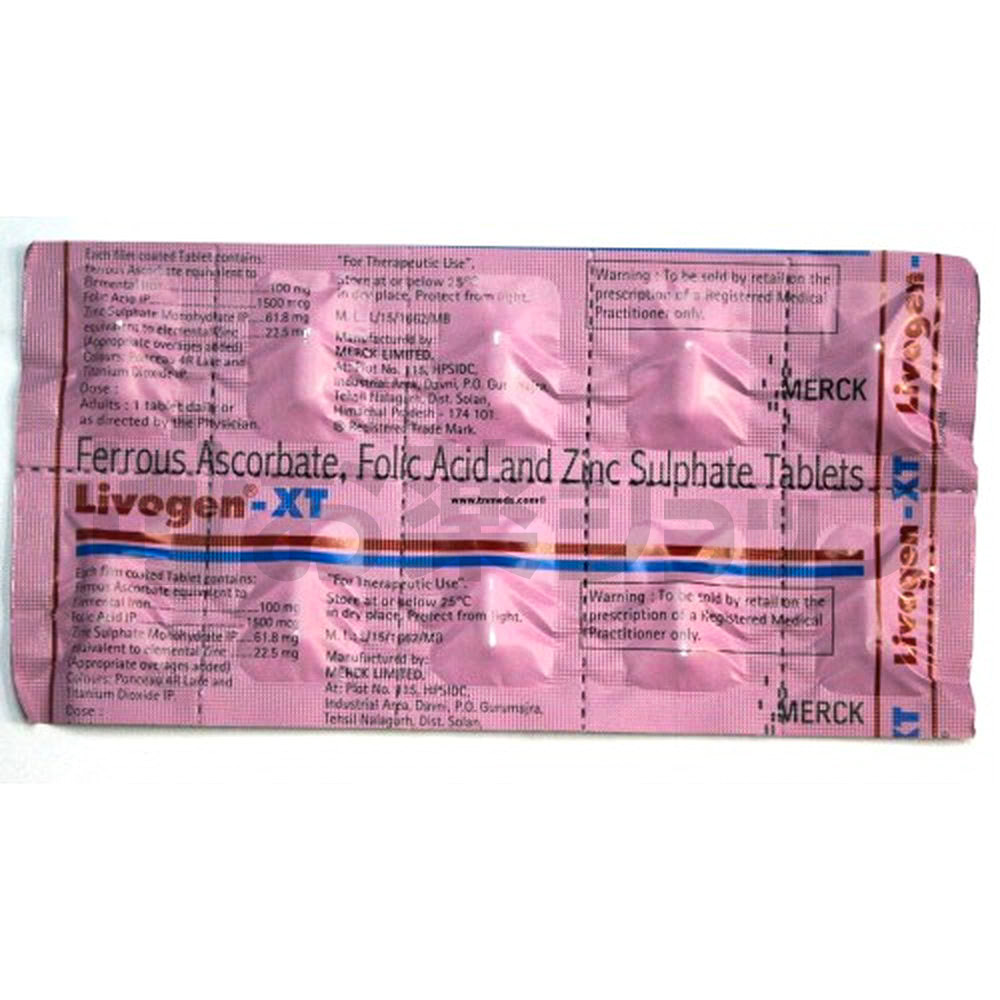 Each film coated Tablet contains:
Ferrous Ascorbate equivalent to
Elemental Iron...............100 mg
Folic Acid IP...............1500 mcg
Zinc Sulphate Monohydrate IP....61.8 mg
equivalent to elemental Zinc......22.5 mg
(Appropriate overages added)
Colours: Ponceau 4R Lake and
Titanium Dioxide IP.
Dose :
Adults : 1 tablet daily or
as directed by the Physician.
"For Therapeutic Use".
Store at or below 25°C
in dry place, Protect from light.
M. L. L/15/1662/MB
Manufactured by:
MERCK LIMITED,
At: Plot No. 115, HPSIDC,
Industrial Area, Davni, P.O. Gurumajra,
Tehsil Nalagarh, Dist. Solan,
Himachal Pradesh - 174 101.
® Registered Trade Mark.
Warning : To be sold by retail on the
prescription of a Registered Medical
Practitioner only.
MERCK
Ferrous Ascorbate, Folic Acid and Zinc Sulphate Tablets
Livogen®-XT
www.trxmeds.com®
Each film coated Tablet contains:
Ferrous Ascorbate equivalent to
Elemental Iron...............100 mg
Folic Acid IP...............1500 mcg
Zinc Sulphate Monohydrate IP....61.8 mg
equivalent to elemental Zinc......22.5 mg
(Appropriate overages added)
Colours: Ponceau 4R Lake and
Titanium Dioxide IP.
Dose :
"For Therapeutic Use".
Store at or below 25°C
in dry place, Protect from light.
M. L. L/15/1662/MB
Manufactured by:
MERCK LIMITED,
At: Plot No. 115, HPSIDC,
Industrial Area, Davni, P.O. Gurumajra,
Tehsil Nalagarh, Dist. Solan,
Warning : To be sold by retail on the
prescription of a Registered Medical
Practitioner only.
MERCK
Livogen-
Livogen-XT
XT